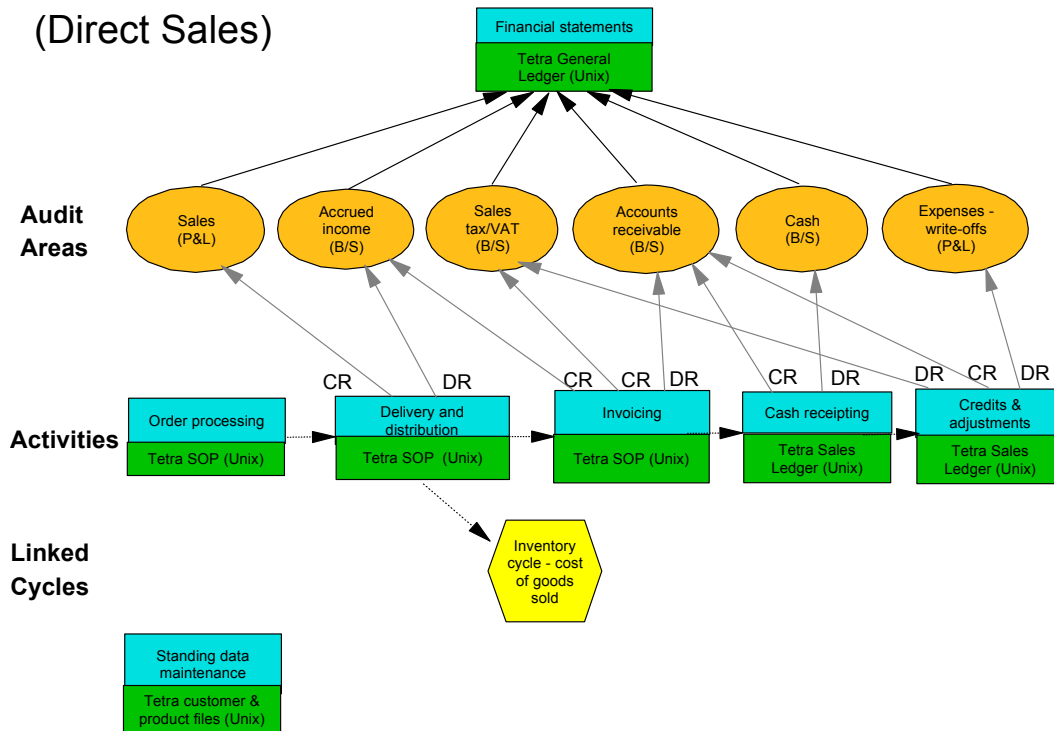 (Direct Sales)
Financial statements
Tetra General
Ledger (Unix)
Audit
Areas
Sales
(P&L)
Accrued
income
(B/S)
Sales
tax/VAT
(B/S)
Accounts
receivable
(B/S)
Cash
(B/S)
Expenses -
write-offs
(P&L)
CR
DR
CR
CR
DR
CR
DR
DR
CR
DR
Activities
Order processing
Tetra SOP (Unix)
Delivery and
distribution
Tetra SOP (Unix)
Invoicing
Tetra SOP (Unix)
Cash receipting
Tetra Sales
Ledger (Unix)
Credits &
adjustments
Tetra Sales
Ledger (Unix)
Linked
Cycles
Inventory
cycle - cost
of goods
sold
Standing data
maintenance
Tetra customer &
product files (Unix)